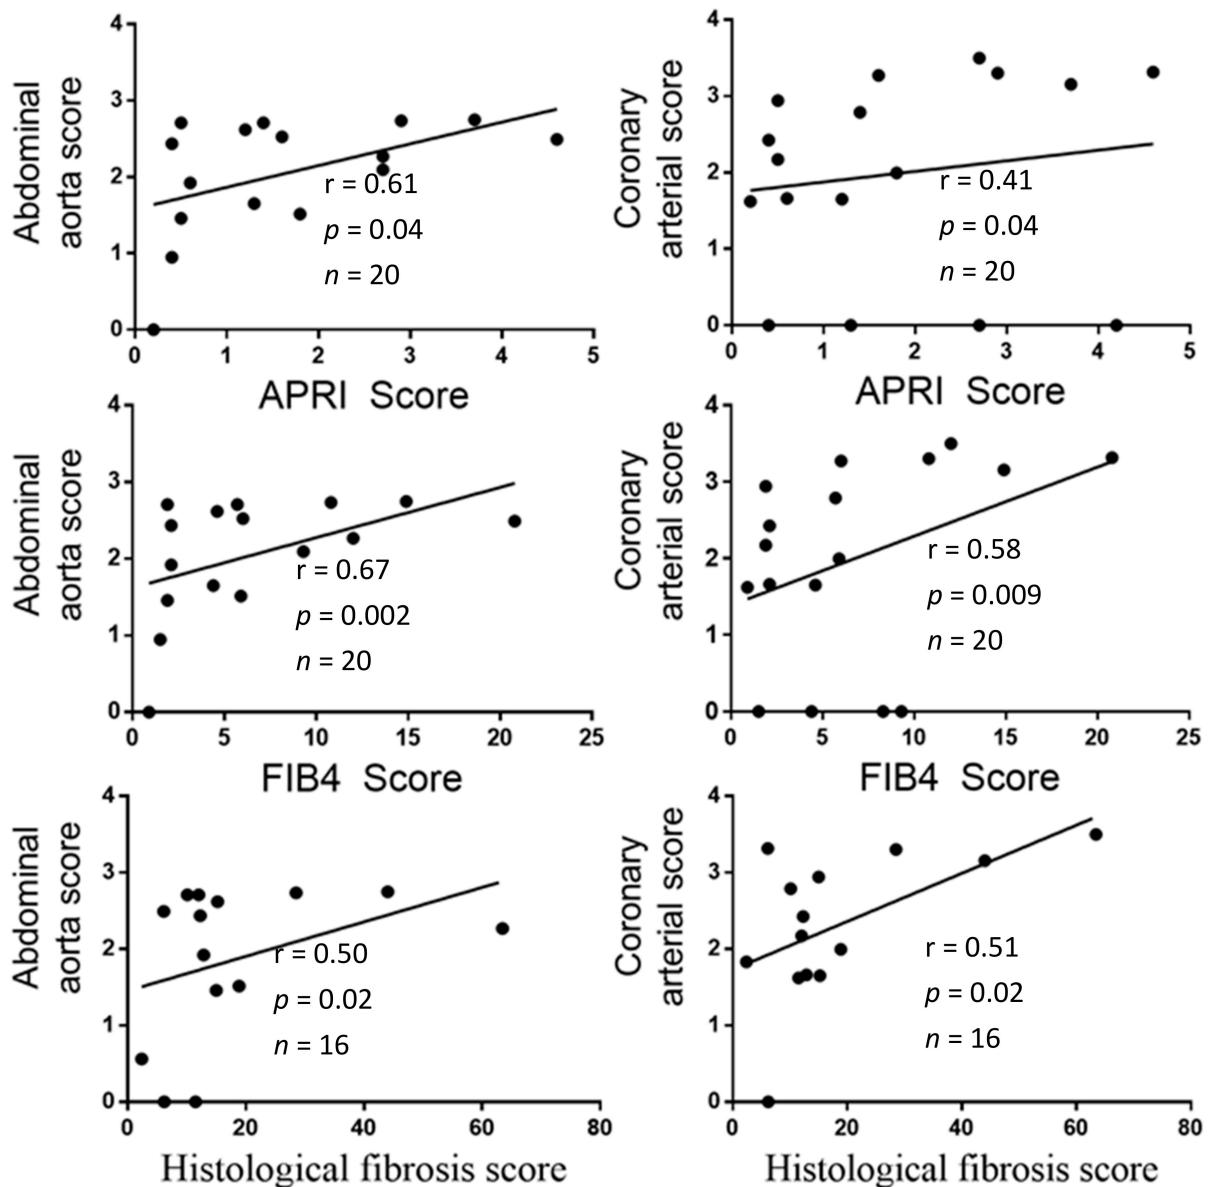 Abdominal
aorta score
4
3
2
1
0
r = 0.61
p = 0.04
n = 20
0 1 2 3 4 5
APRI Score
Coronary
arterial score
4
3
2
1
0
r = 0.41
p = 0.04
n = 20
0 1 2 3 4 5
APRI Score
Abdominal
aorta score
4
3
2
1
0
r = 0.67
p = 0.002
n = 20
0 5 10 15 20 25
FIB4 Score
Coronary
arterial score
4
3
2
1
0
r = 0.58
p = 0.009
n = 20
0 5 10 15 20 25
FIB4 Score
Abdominal
aorta score
4
3
2
1
0
r = 0.50
p = 0.02
n = 16
0 20 40 60 80
Histological fibrosis score
Coronary
arterial score
4
3
2
1
0
r = 0.51
p = 0.02
n = 16
0 20 40 60 80
Histological fibrosis score